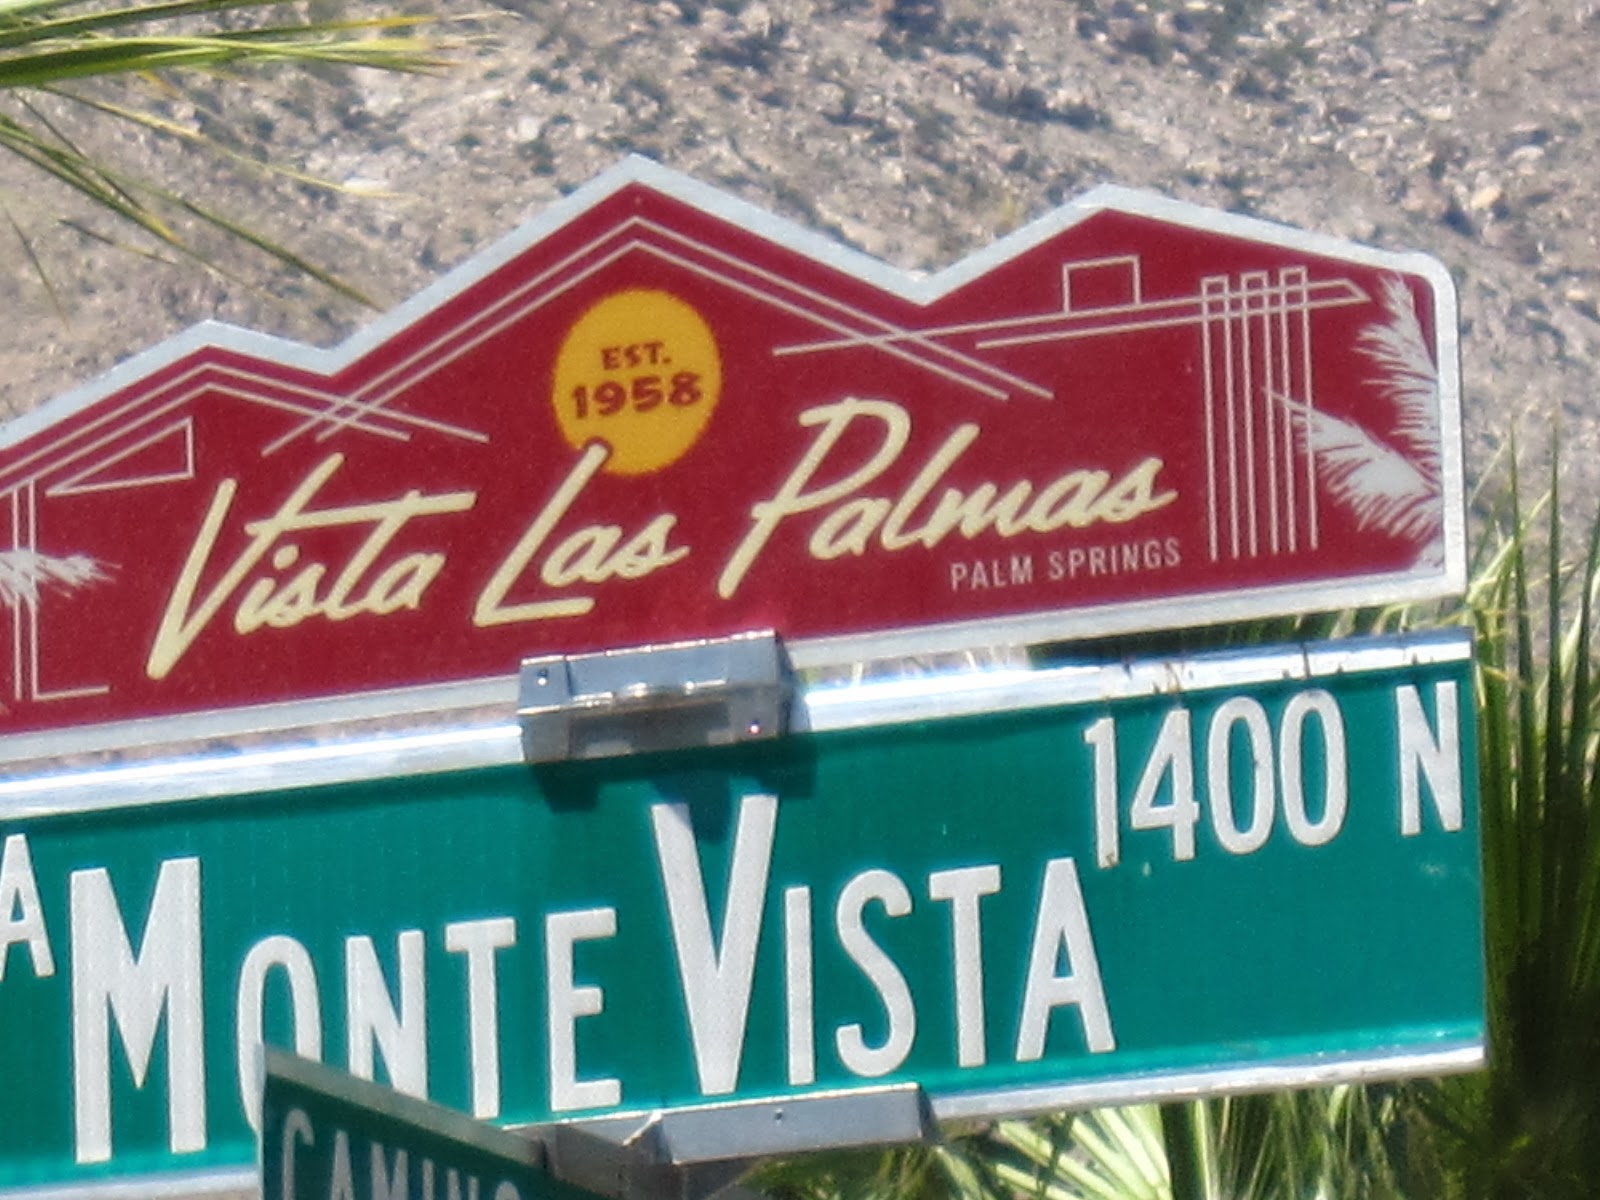 EST.
1958
Vista Las Palmas
PALM SPRINGS
1400 N
A MONTE VISTA